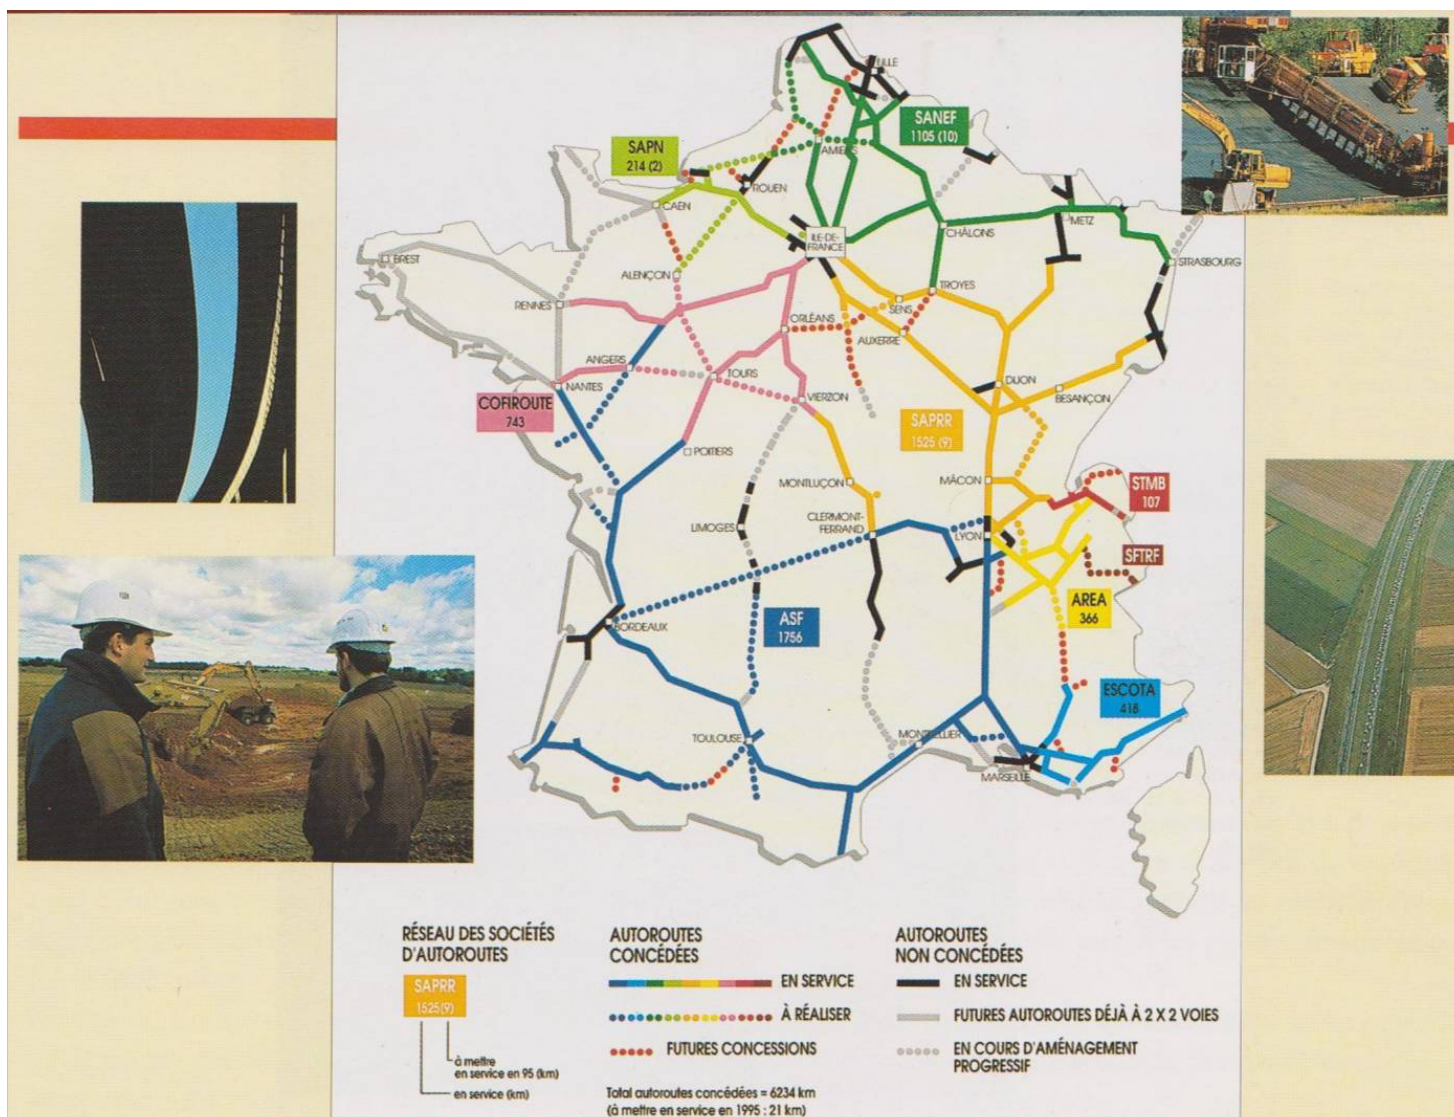 LILLE
SANEF
1105 (10)
SAPN
214 (2)
AMIENS
ROUEN
CAEN
METZ
ILE-DE-
FRANCE
CHÂLONS
BREST
STRASBOURG
ALENÇON
TROYES
RENNES
SENS
ORLÉANS
AUXERRE
ANGERS
TOURS
DIJON
NANTES
BESANÇON
VIERZON
COFIROUTE
743
SAPRR
1525 (9)
POITIERS
MONTLUÇON
MÂCON
STMB
107
CLERMONT-
FERRAND
LIMOGES
LYON
SFTRF
AREA
366
ASF
1756
BORDEAUX
ESCOTA
418
TOULOUSE
MONTPELLIER
MARSEILLE
RÉSEAU DES SOCIÉTÉS
D'AUTOROUTES
SAPRR
1525(9)
à mettre
en service en 95 (km)
en service (km)
AUTOROUTES
CONCÉDÉES
EN SERVICE
À RÉALISER
FUTURES CONCESSIONS
Total autoroutes concédées = 6234 km
(à mettre en service en 1995 : 21 km)
AUTOROUTES
NON CONCÉDÉES
EN SERVICE
FUTURES AUTOROUTES DÉJÀ À 2 X 2 VOIES
EN COURS D'AMÉNAGEMENT
PROGRESSIF